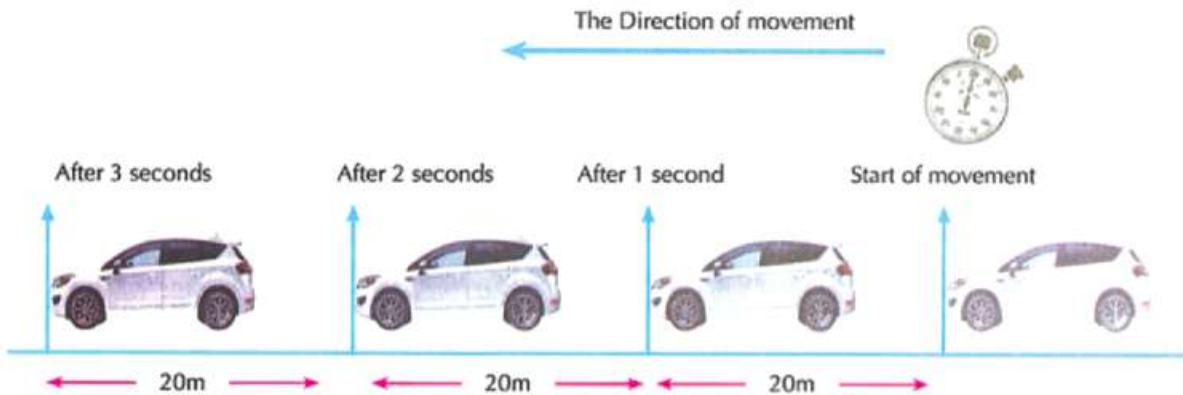 The Direction of movement
After 3 seconds
After 2 seconds
After 1 second
Start of movement
20m
20m
20m